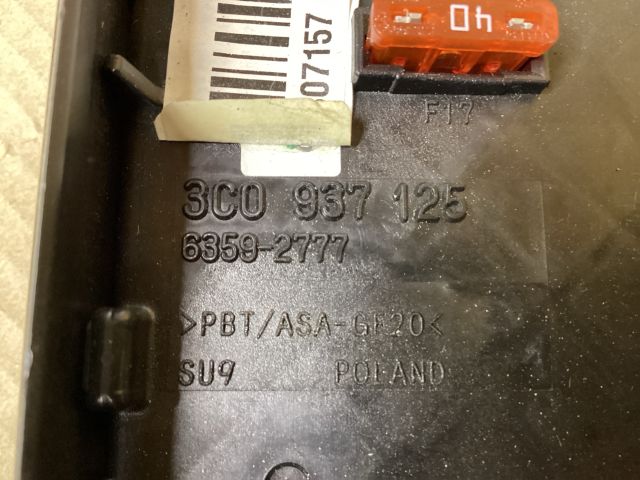 40
07157
F17
3C0 937 125
6359-2777
>PBT/ASA-GF20<
SU9 POLAND